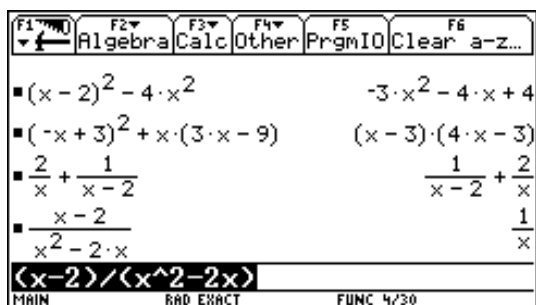 F1 F2▼ F3▼ F4▼ F5 F6
▼ Algebra Calc Other PrgmIO Clear a-z…
▪(x − 2)² − 4·x² ⁻3·x² − 4·x + 4
▪(⁻x + 3)² + x·(3·x − 9) (x − 3)·(4·x − 3)
▪2/x + 1/(x − 2) 1/(x − 2) + 2/x
▪(x − 2)/(x² − 2·x) 1/x
(x-2)/(x^2-2x)
MAIN RAD EXACT FUNC 4/30